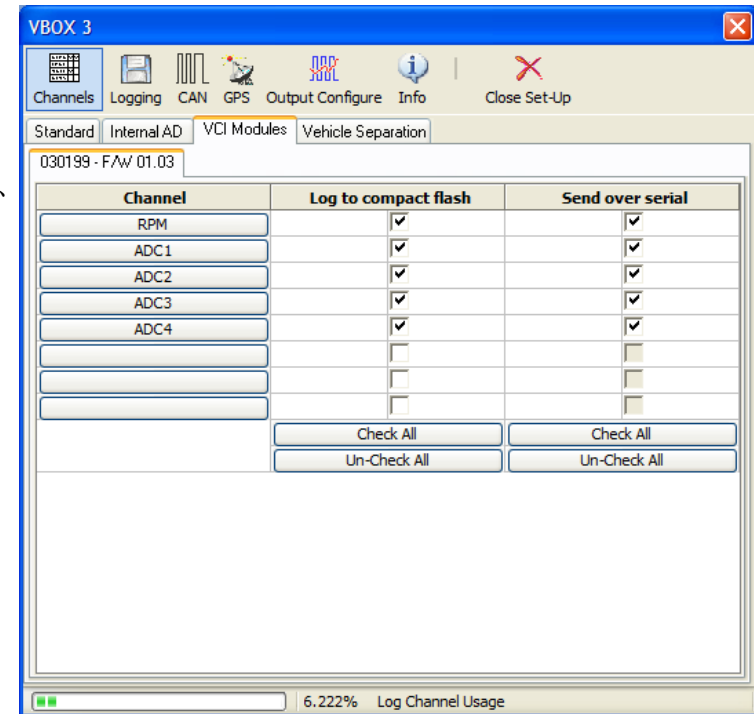 VBOX 3
Channels Logging CAN GPS Output Configure Info Close Set-Up
Standard Internal AD VCI Modules Vehicle Separation
030199 - F/W 01.03
、
Channel Log to compact flash Send over serial
RPM
ADC1
ADC2
ADC3
ADC4
Check All Check All
Un-Check All Un-Check All
6.222% Log Channel Usage